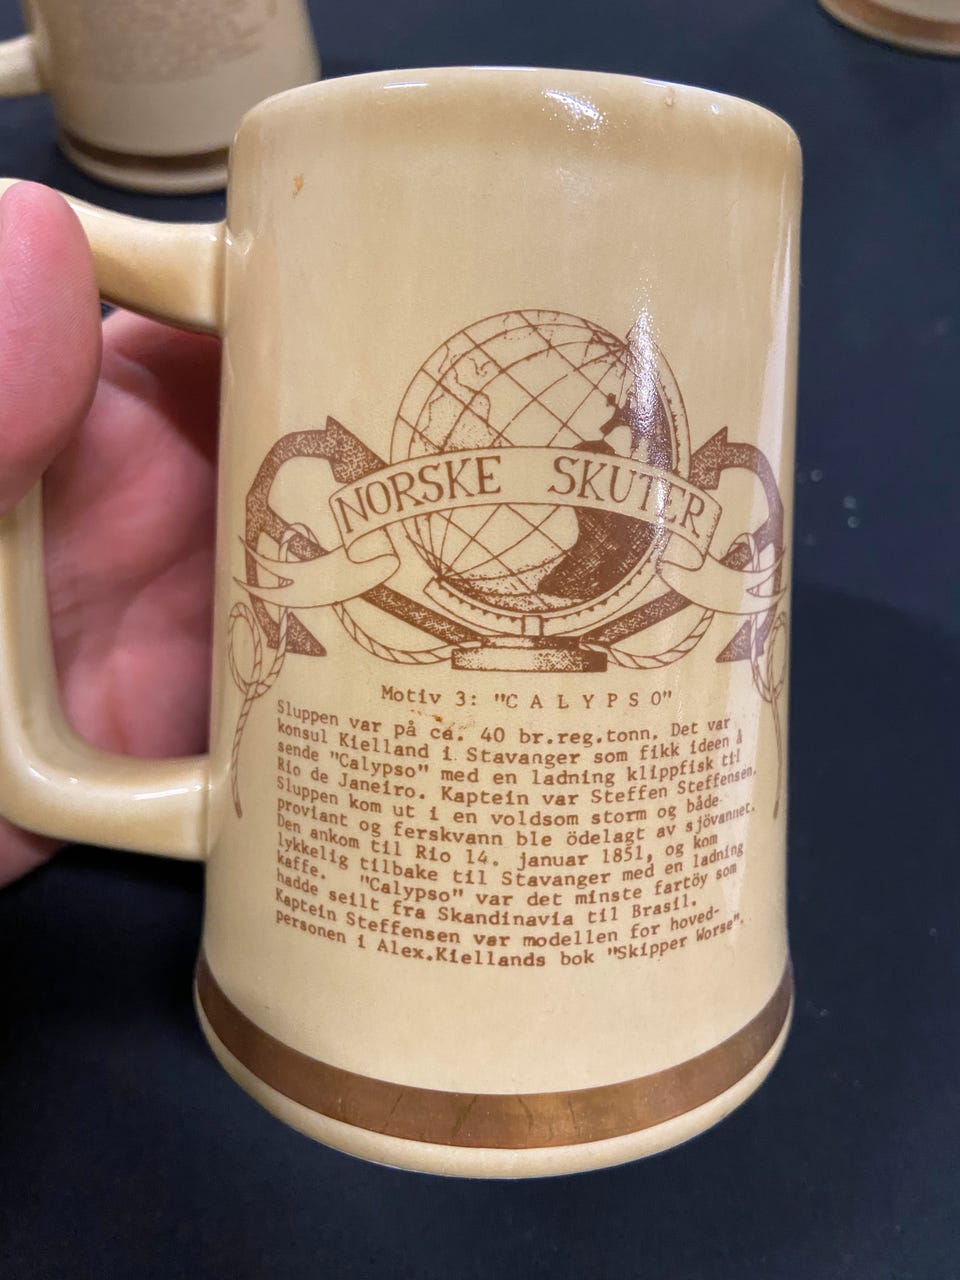 NORSKE SKUTER
Motiv 3: "CALYPSO"
Sluppen var på ca. 40 br.reg.tonn. Det var
konsul Kielland i Stavanger som fikk ideen å
sende "Calypso" med en ladning klippfisk til
Rio de Janeiro. Kaptein var Steffen Steffensen.
Sluppen kom ut i en voldsom storm og både
proviant og ferskvann ble ödelagt av sjövannet.
Den ankom til Rio 14. januar 1851, og kom
lykkelig tilbake til Stavanger med en ladning
kaffe. "Calypso" var det minste fartöy som
hadde seilt fra Skandinavia til Brasil.
Kaptein Steffensen var modellen for hoved-
personen i Alex.Kiellands bok "Skipper Worse".